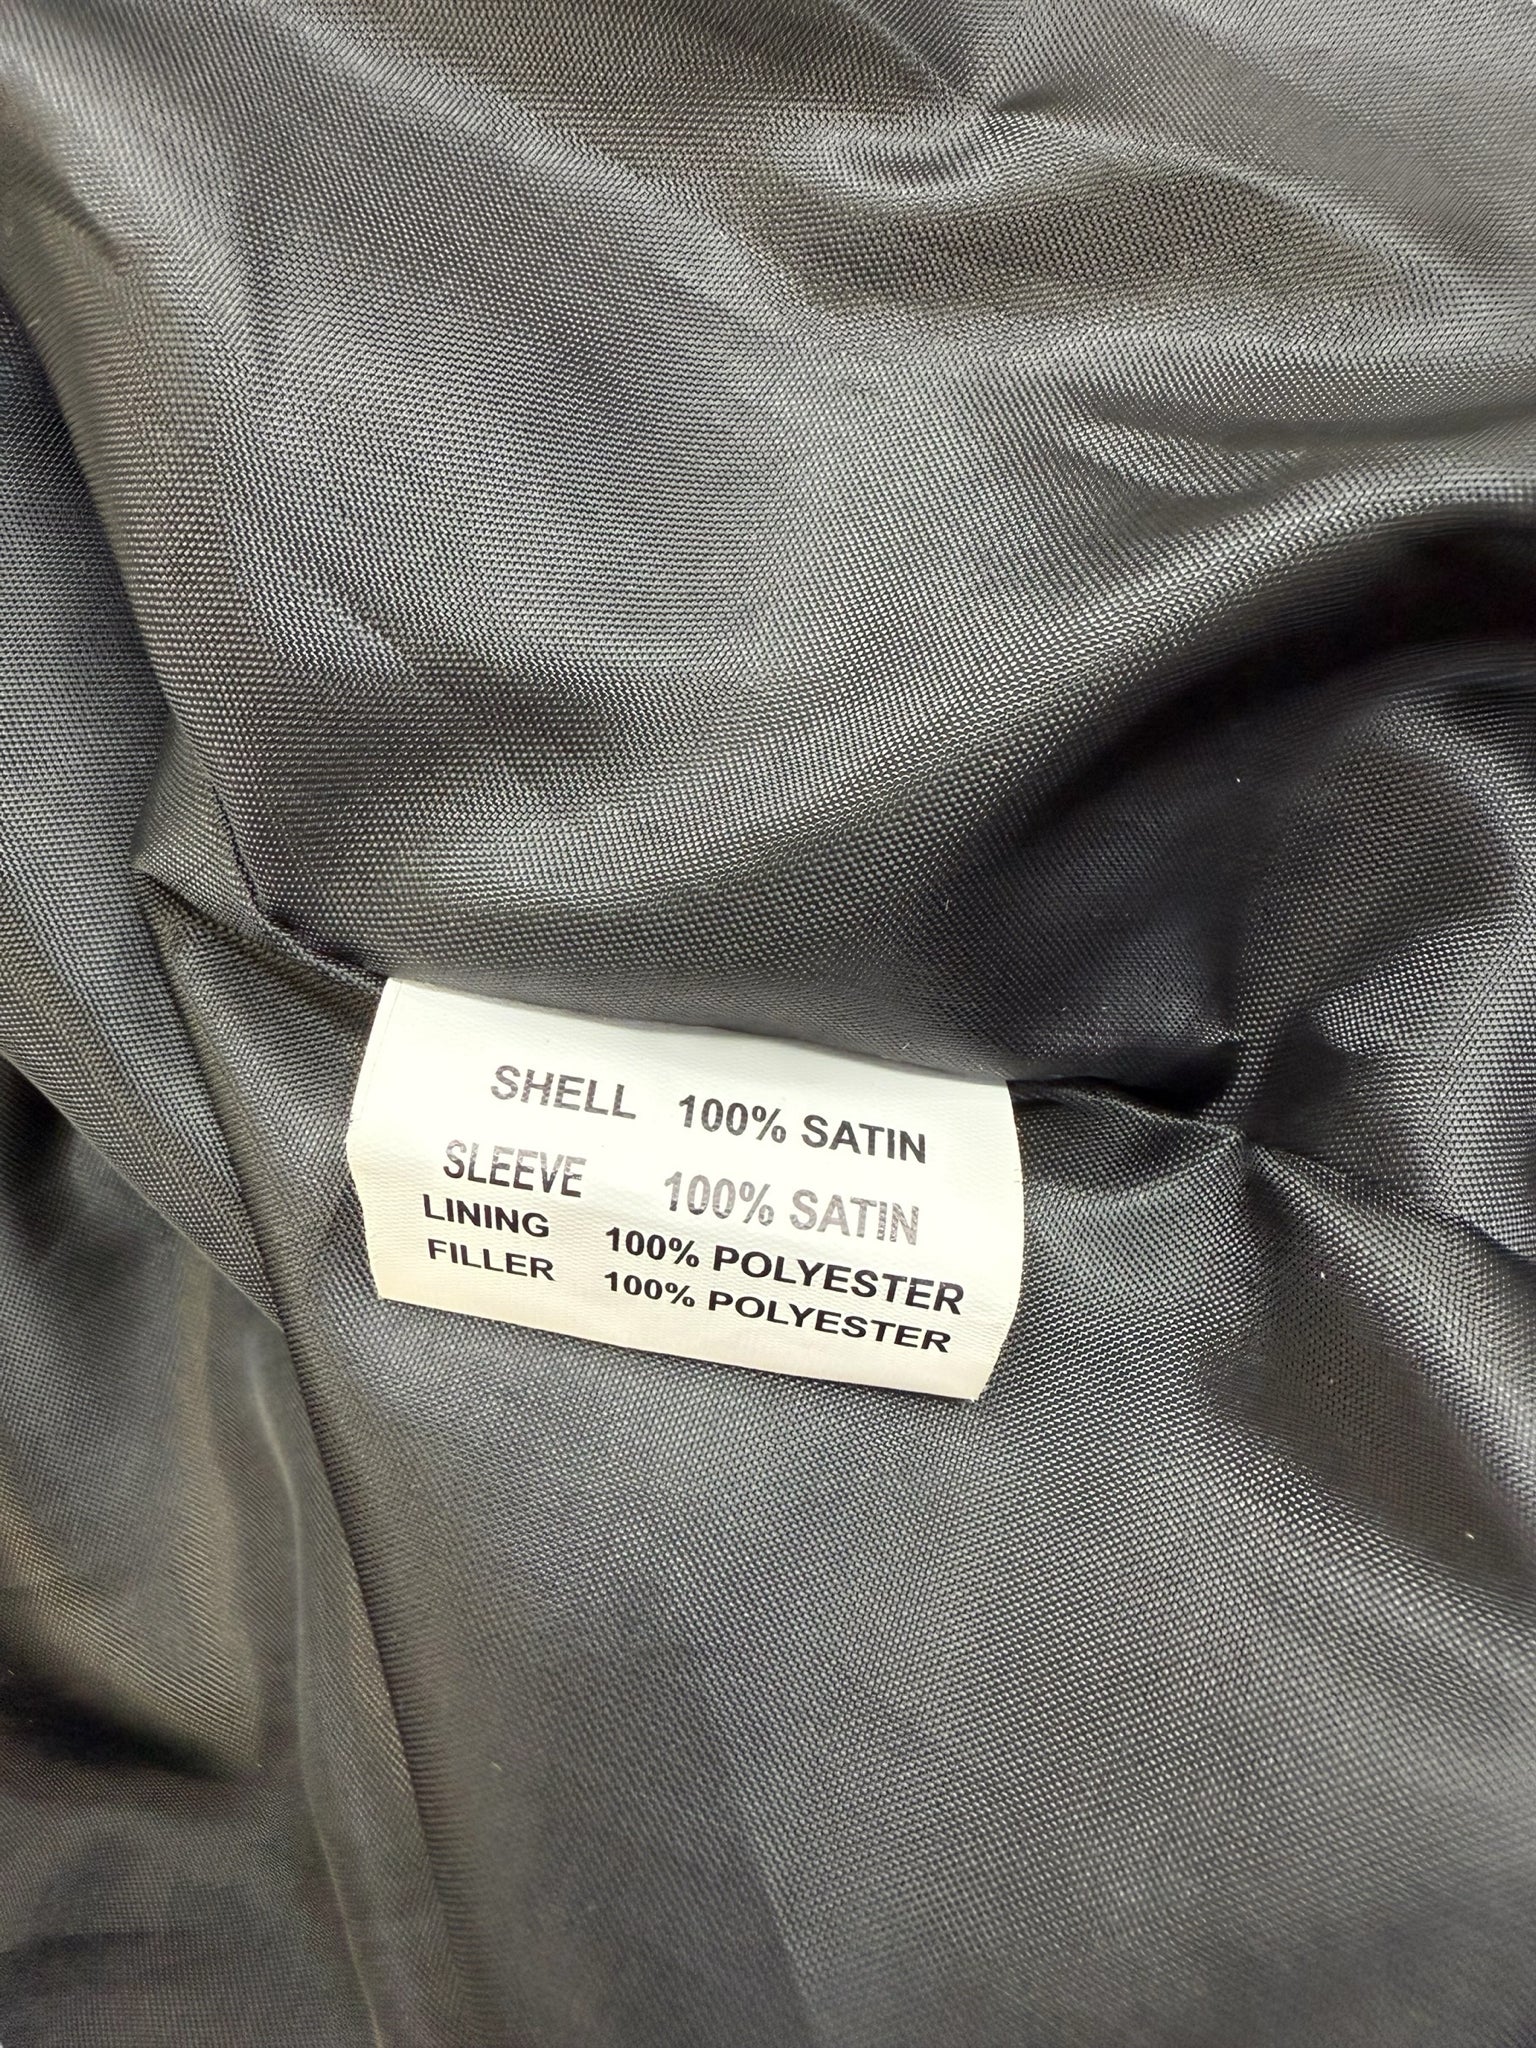 SHELL 100% SATIN
SLEEVE 100% SATIN
LINING 100% POLYESTER
FILLER 100% POLYESTER